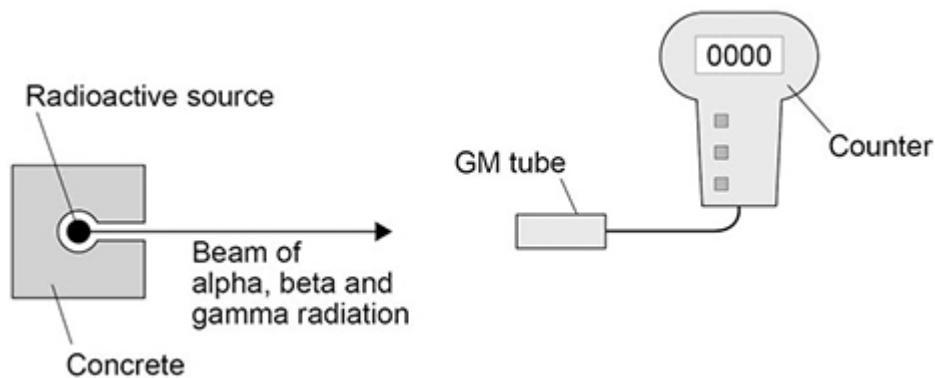 0000
Radioactive source
Counter
GM tube
Beam of
alpha, beta and
gamma radiation
Concrete